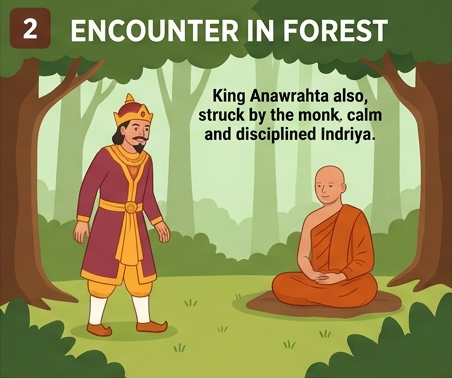 2
ENCOUNTER IN FOREST
King Anawrahta also,
struck by the monk, calm
and disciplined Indriya.